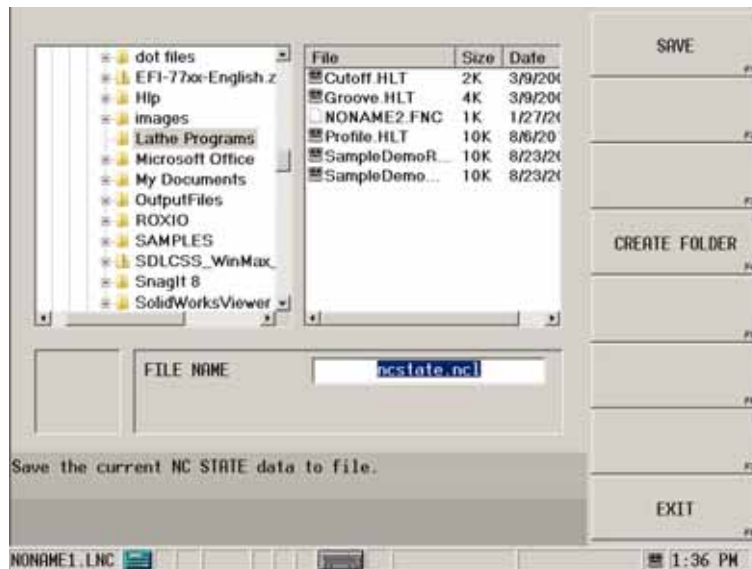 dot files
EFI-77xx-English.z
Hlp
images
Lathe Programs
Microsoft Office
My Documents
OutputFiles
ROXIO
SAMPLES
SDLCSS_WinMax_
SnagIt 8
SolidWorksViewer
File Size Date
Cutoff.HLT 2K 3/9/200
Groove.HLT 4K 3/9/200
NONAME2.FNC 1K 1/27/20
Profile.HLT 10K 8/6/20
SampleDemoR... 10K 8/23/20
SampleDemo... 10K 8/23/20
FILE NAME ncstate.ncl
Save the current NC STATE data to file.
SAVE
CREATE FOLDER
EXIT
NONAME1.LNC 1:36 PM